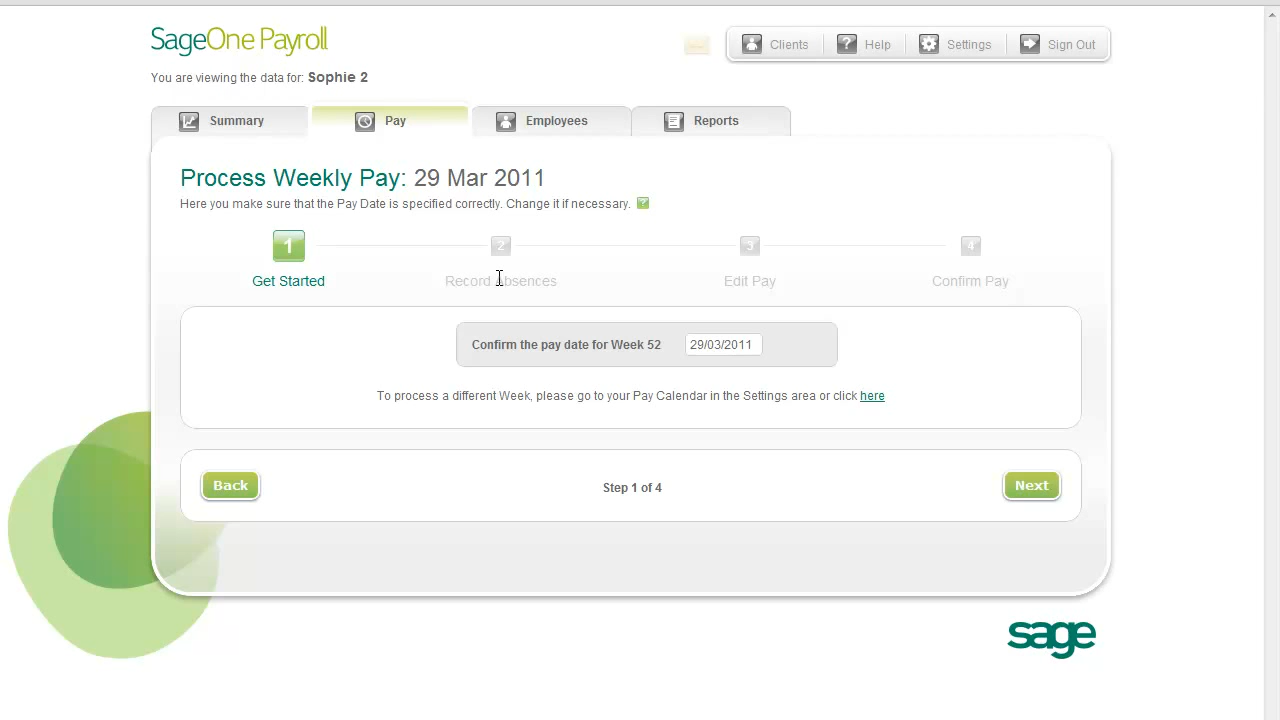 SageOne Payroll
Clients
Help
Settings
Sign Out
You are viewing the data for: Sophie 2
Summary
Pay
Employees
Reports
Process Weekly Pay: 29 Mar 2011
Here you make sure that the Pay Date is specified correctly. Change it if necessary. ?
1
2
3
4
Get Started
Record Absences
Edit Pay
Confirm Pay
Confirm the pay date for Week 52 29/03/2011
To process a different Week, please go to your Pay Calendar in the Settings area or click here
Back
Step 1 of 4
Next
sage